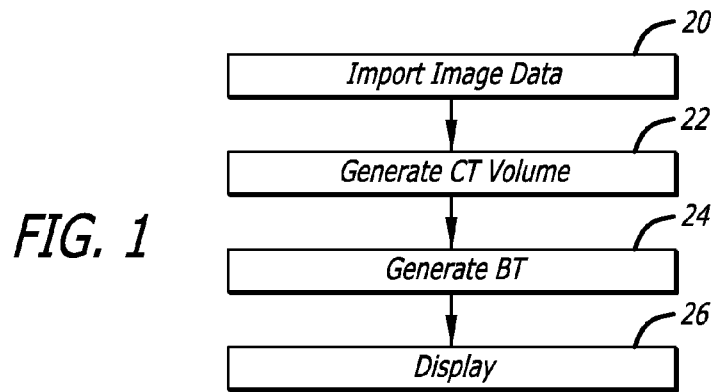 20
Import Image Data
22
Generate CT Volume
24
FIG. 1
Generate BT
26
Display